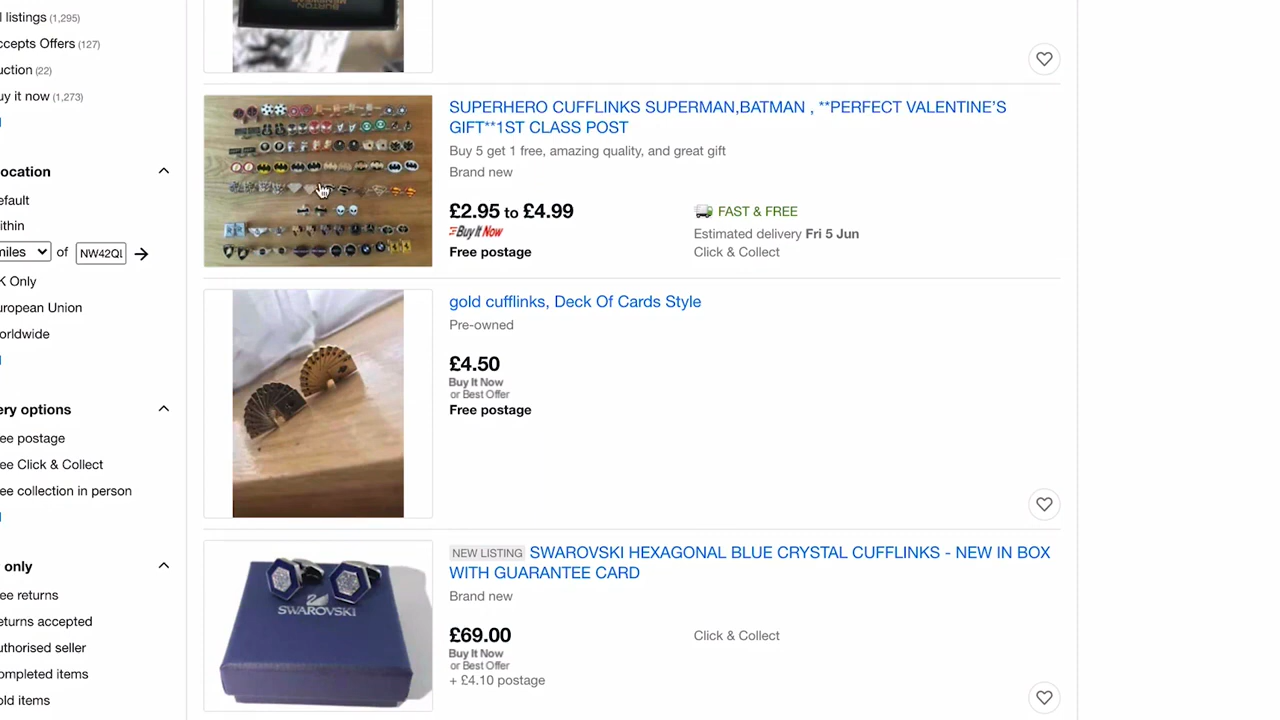 l listings (1,295)
ccepts Offers (127)
uction (22)
uy it now (1,273)
ocation
efault
ithin
miles of NW42QL
K Only
uropean Union
orldwide
ery options
ee postage
ee Click & Collect
ee collection in person
only
ee returns
eturns accepted
uthorised seller
ompleted items
old items
SUPERHERO CUFFLINKS SUPERMAN,BATMAN , **PERFECT VALENTINE'S
GIFT**1ST CLASS POST
Buy 5 get 1 free, amazing quality, and great gift
Brand new
£2.95 to £4.99
Buy It Now
Free postage
FAST & FREE
Estimated delivery Fri 5 Jun
Click & Collect
gold cufflinks, Deck Of Cards Style
Pre-owned
£4.50
Buy It Now
or Best Offer
Free postage
SWAROVSKI
NEW LISTING SWAROVSKI HEXAGONAL BLUE CRYSTAL CUFFLINKS - NEW IN BOX
WITH GUARANTEE CARD
Brand new
£69.00
Buy It Now
or Best Offer
+ £4.10 postage
Click & Collect